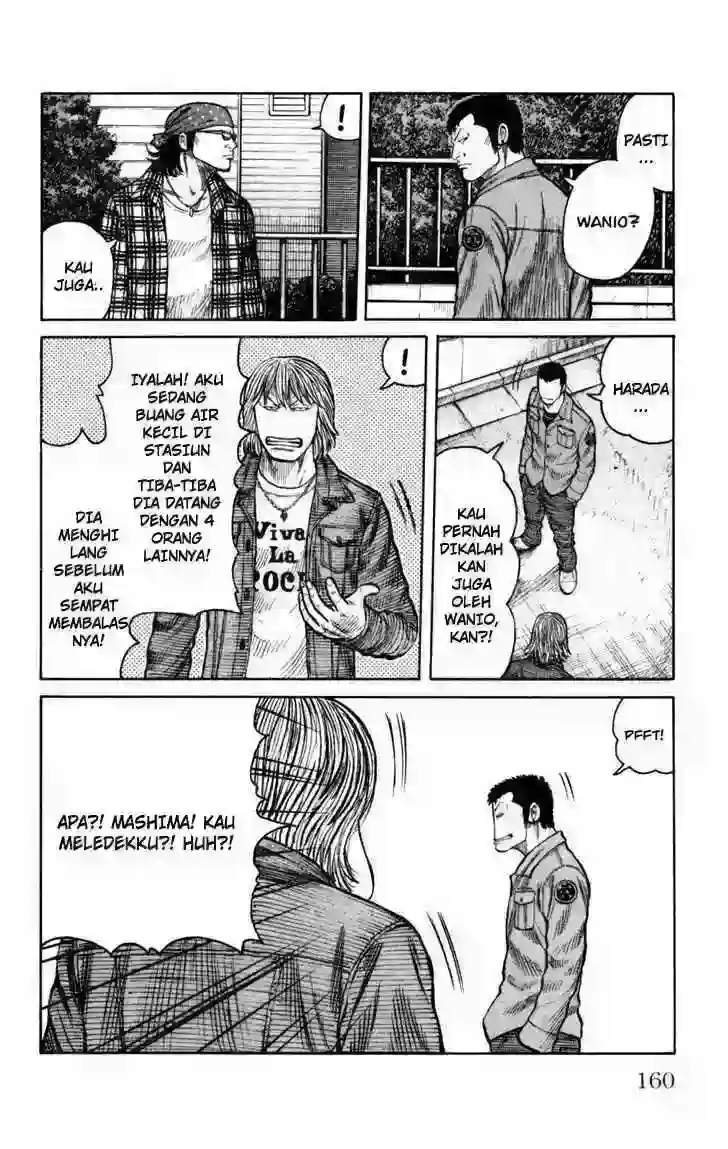 PASTI
...
WANIO?
!
KAU
JUGA..
HARADA
...
KAU
PERNAH
DIKALAH
KAN
JUGA
OLEH
WANIO,
KAN?!
!
IYALAH! AKU
SEDANG
BUANG AIR
KECIL DI
STASIUN
DAN
TIBA-TIBA
DIA DATANG
DENGAN 4
ORANG
LAINNYA!
DIA
MENGHI
LANG
SEBELUM
AKU
SEMPAT
MEMBALAS
NYA!
Viva
La
ROCK
PFFT!
APA?! MASHIMA! KAU
MELEDEKKU?! HUH?!
160